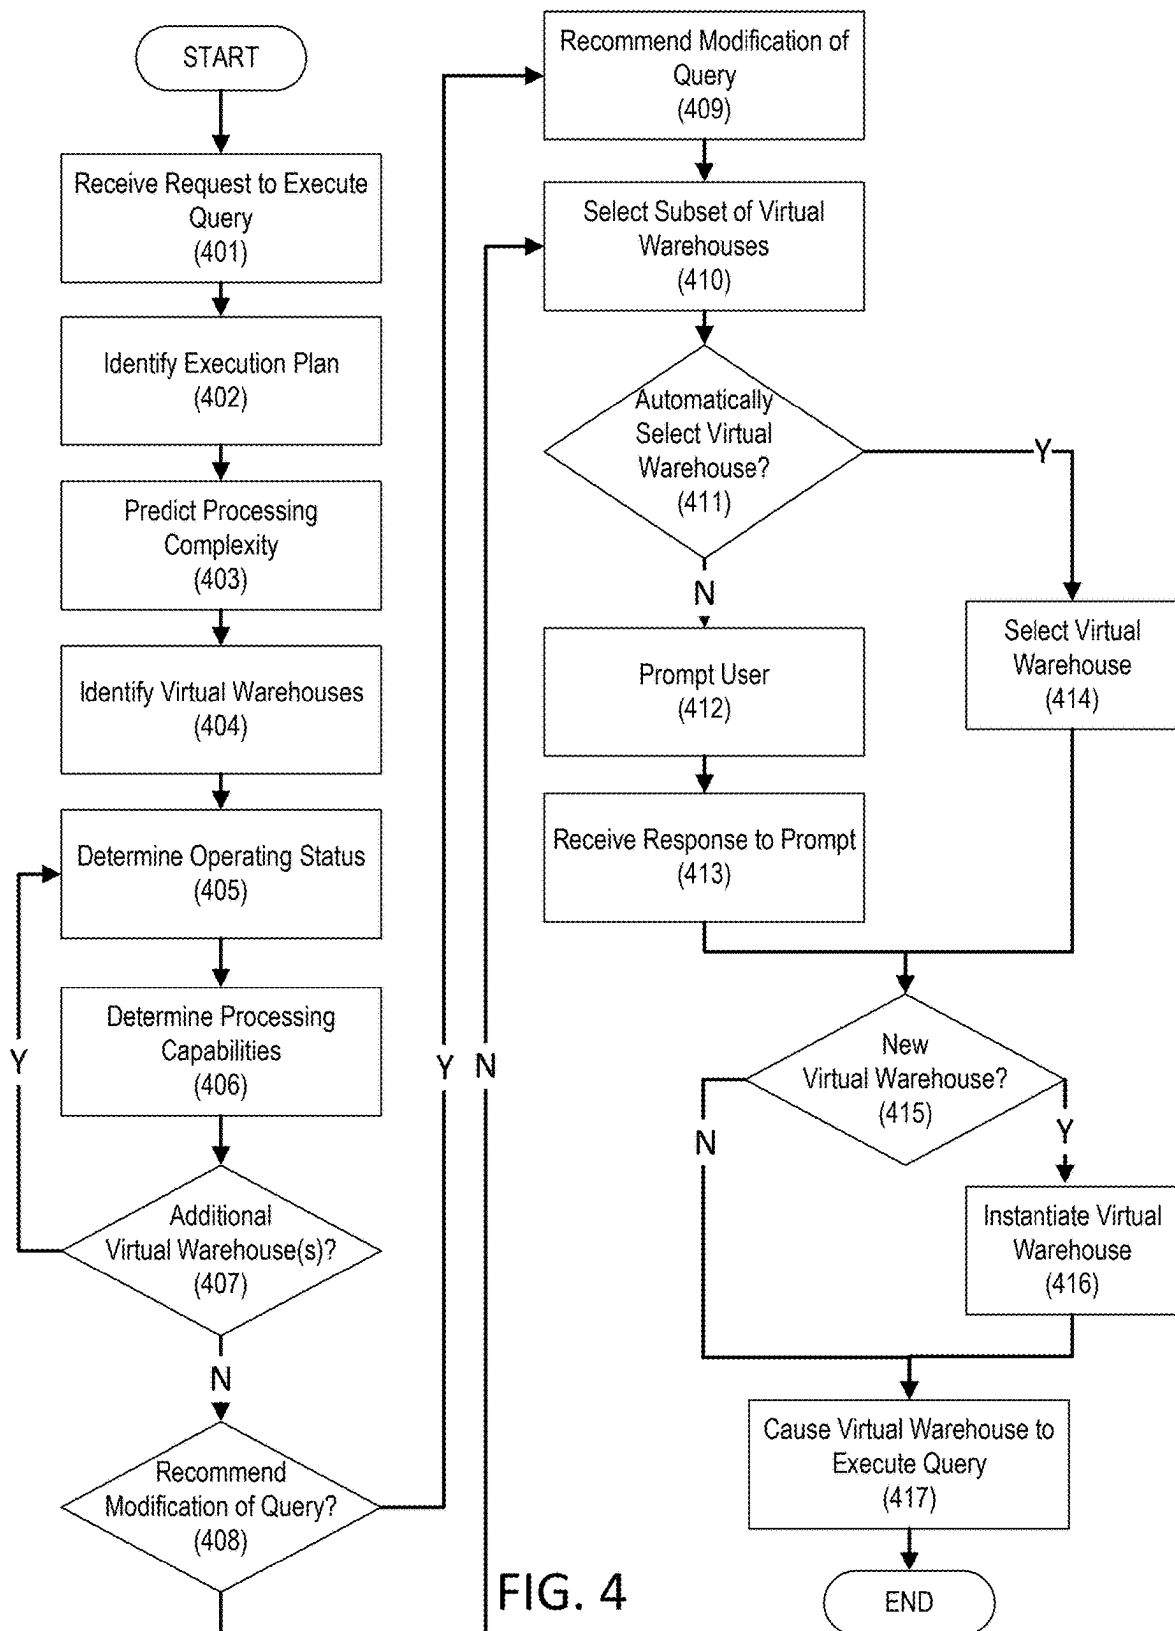 START
Receive Request to Execute
Query
(401)
Identify Execution Plan
(402)
Predict Processing
Complexity
(403)
Identify Virtual Warehouses
(404)
Determine Operating Status
(405)
Determine Processing
Capabilities
(406)
Y
Additional
Virtual Warehouse(s)?
(407)
N
Recommend
Modification of Query?
(408)
Y
N
Recommend Modification of
Query
(409)
Select Subset of Virtual
Warehouses
(410)
Automatically
Select Virtual
Warehouse?
(411)
Y
N
Prompt User
(412)
Receive Response to Prompt
(413)
Select Virtual
Warehouse
(414)
New
Virtual Warehouse?
(415)
N
Y
Instantiate Virtual
Warehouse
(416)
Cause Virtual Warehouse to
Execute Query
(417)
END
FIG. 4